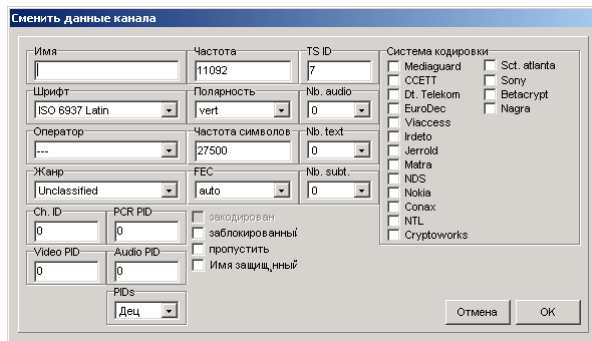 Сменить данные канала
Имя
Частота
11092
TS ID
7
Шрифт
ISO 6937 Latin
Полярность
vert
Nb. audio
0
Оператор
---
Частота символов
27500
Nb. text
0
Жанр
Unclassified
FEC
auto
Nb. subt.
0
Ch. ID
0
PCR PID
0
Video PID
0
Audio PID
0
PIDs
Дец
закодирован
заблокированный
пропустить
Имя защищ„нный
Система кодировки
Mediaguard
CCETT
Dt. Telekom
EuroDec
Viaccess
Irdeto
Jerrold
Matra
NDS
Nokia
Conax
NTL
Cryptoworks
Sct. atlanta
Sony
Betacrypt
Nagra
Отмена
OK